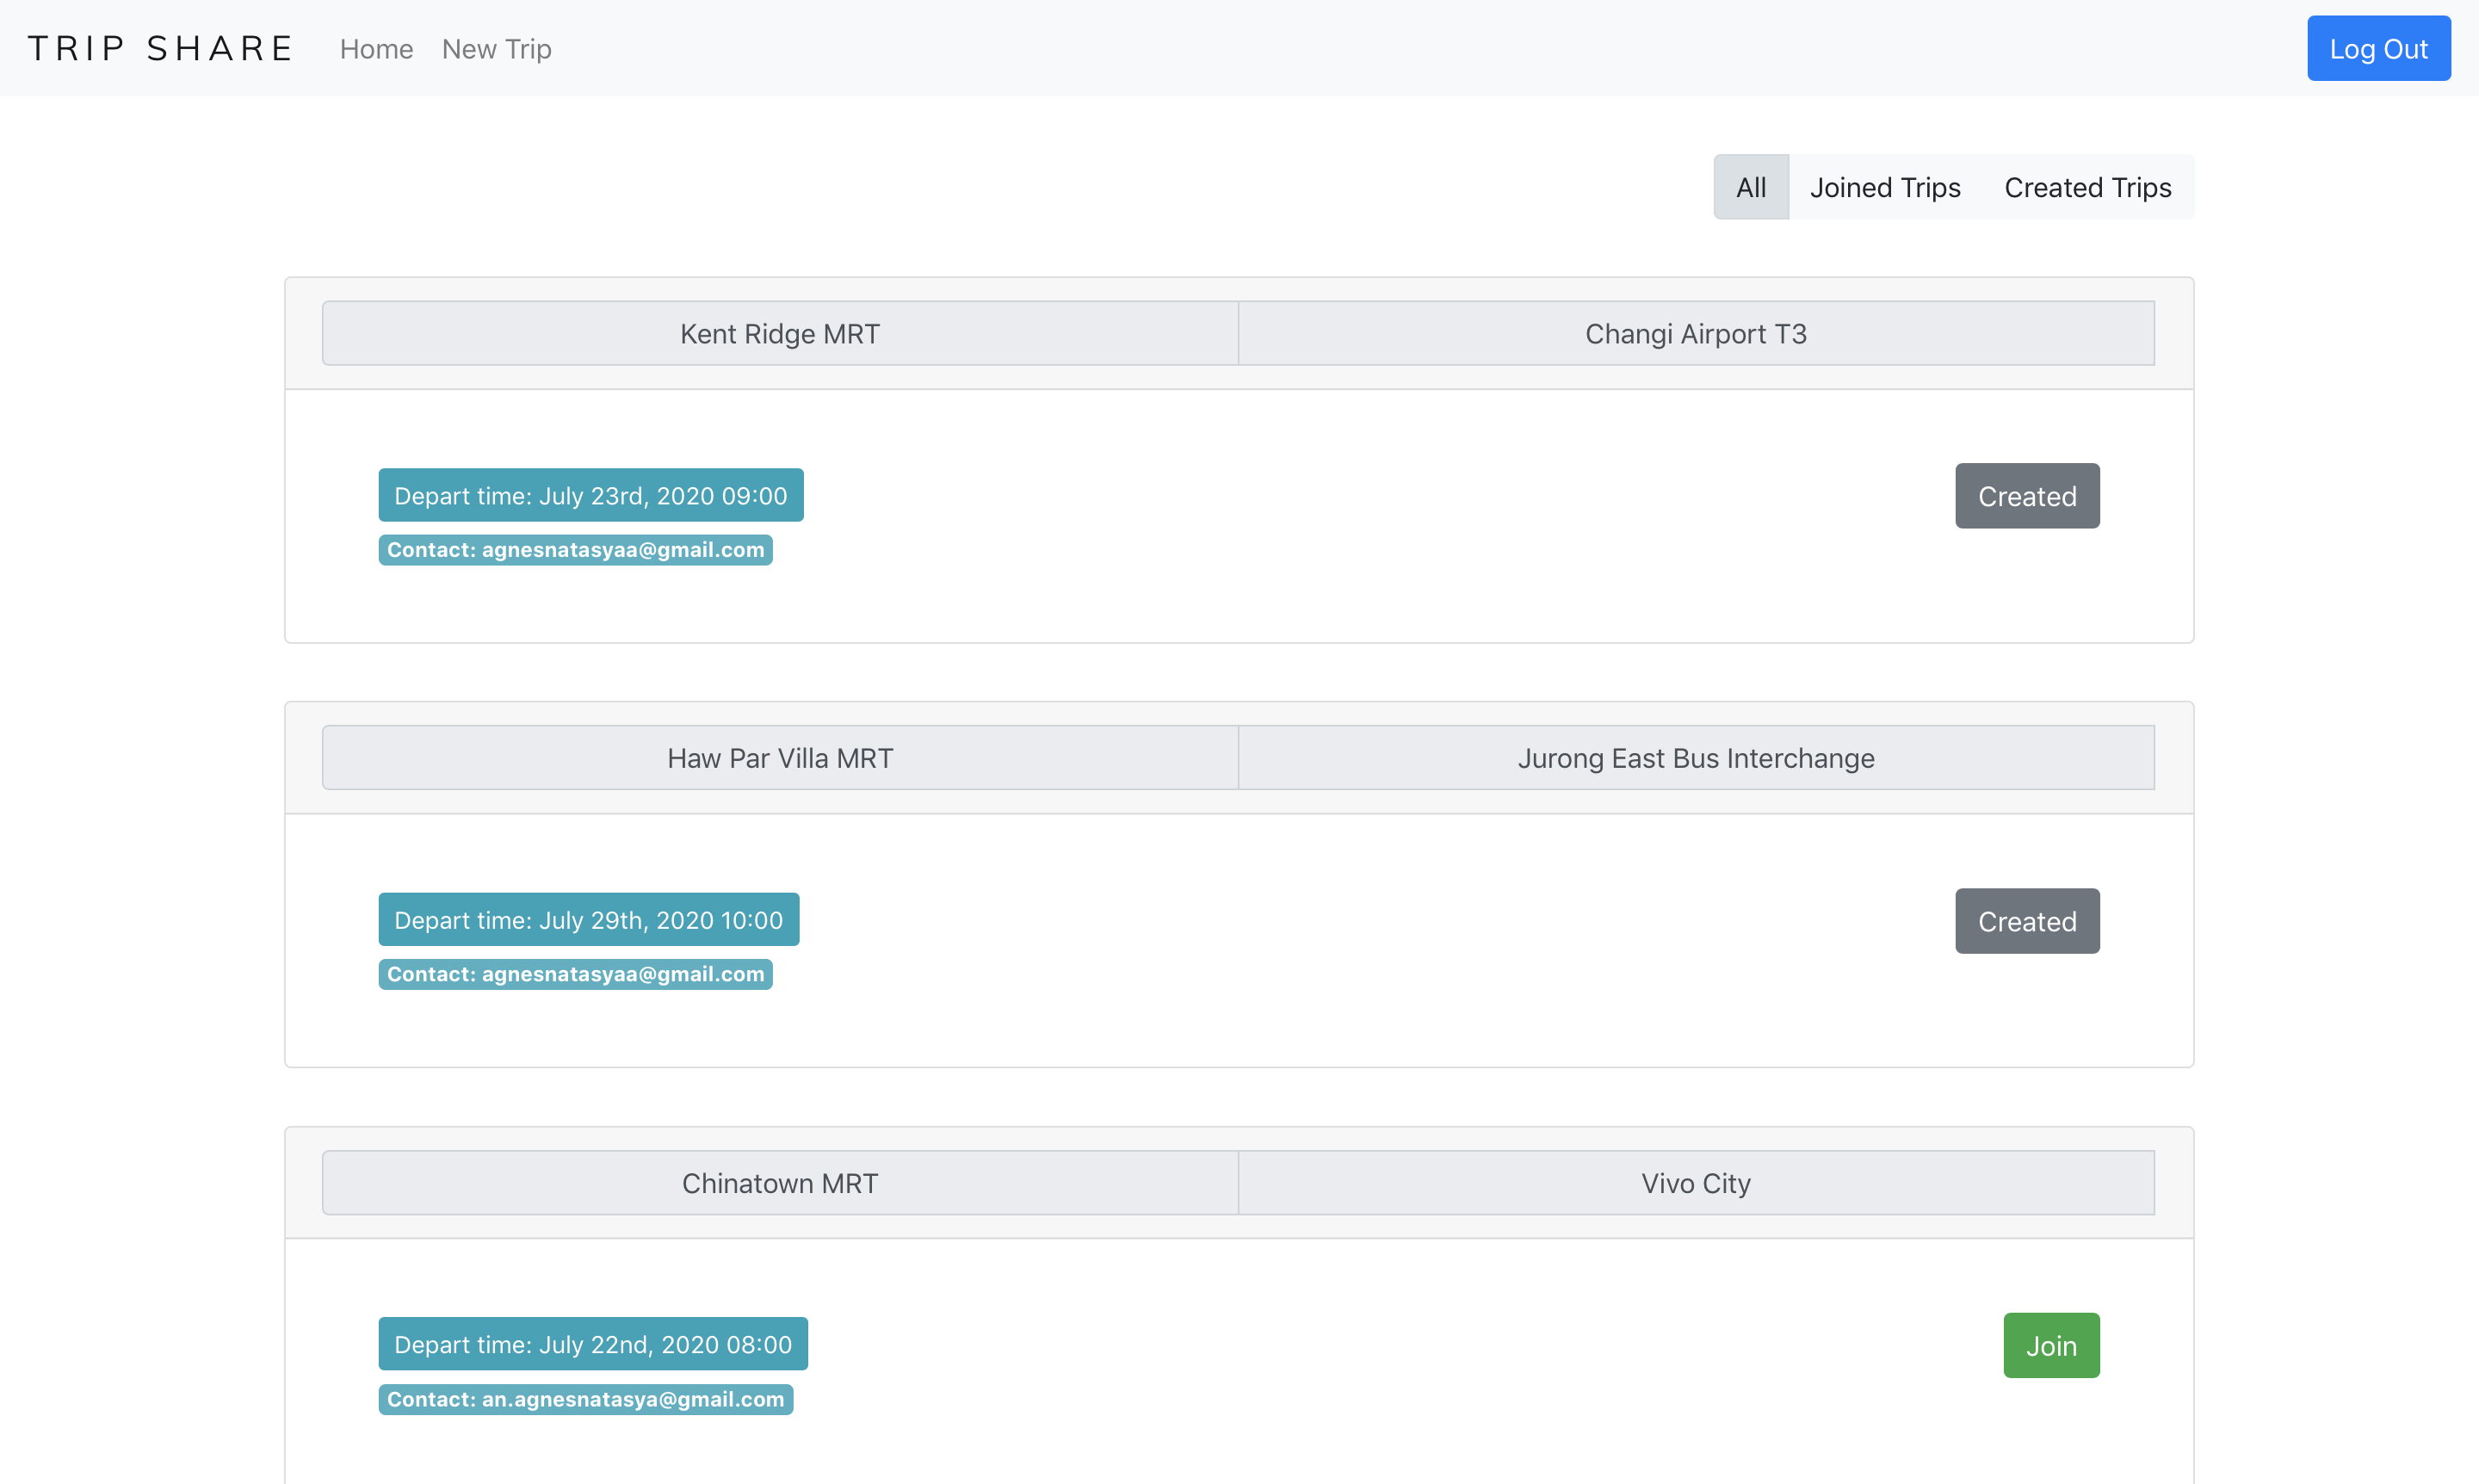 TRIP SHARE Home New Trip Log Out
All Joined Trips Created Trips
Kent Ridge MRT Changi Airport T3
Depart time: July 23rd, 2020 09:00 Created
Contact: agnesnatasyaa@gmail.com
Haw Par Villa MRT Jurong East Bus Interchange
Depart time: July 29th, 2020 10:00 Created
Contact: agnesnatasyaa@gmail.com
Chinatown MRT Vivo City
Depart time: July 22nd, 2020 08:00 Join
Contact: an.agnesnatasya@gmail.com